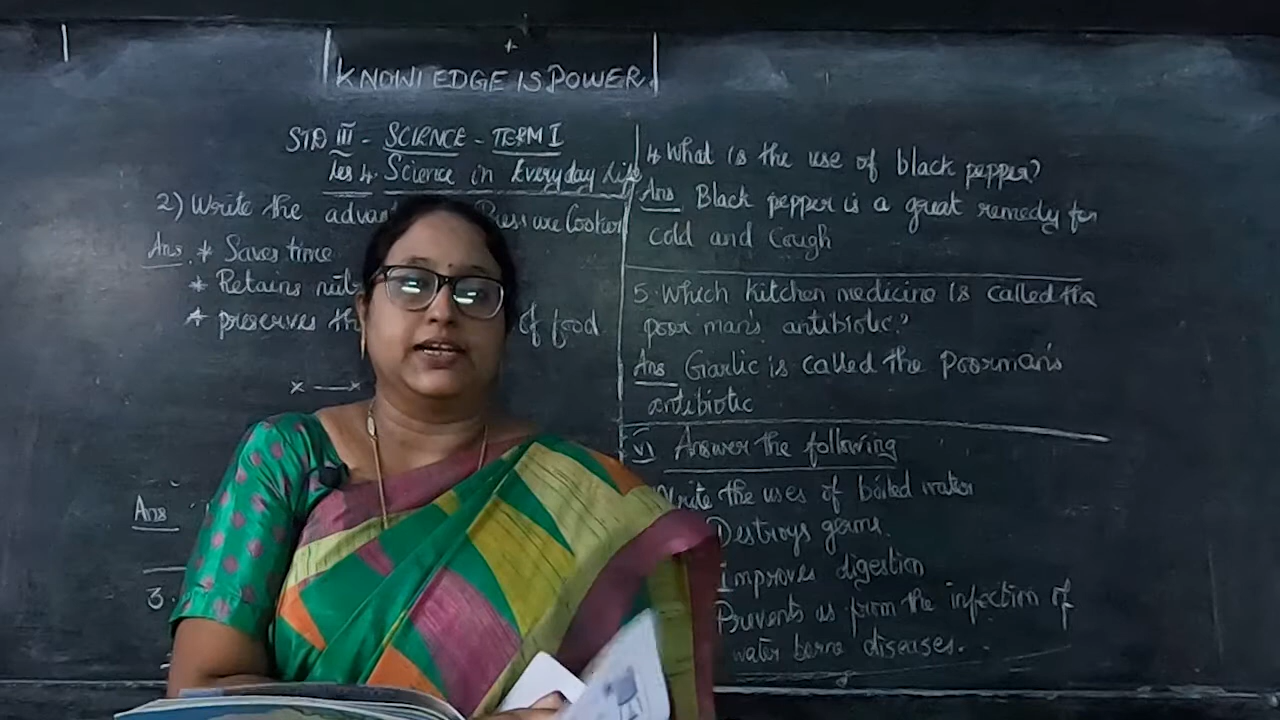 KNOWLEDGE IS POWER.
STD III - SCIENCE - TERM I
Les 4. Science in Everyday Life
2) Write the Pressure Cooker
Ans * Saves time
* Retains
* preserves of food
x — x
Ans
3.
4. What is the use of black pepper?
Ans Black pepper is a great remedy for
cold and Cough
5. Which kitchen medicine is called the
poor man's antibiotic?
Ans Garlic is called the Poorman's
antibiotic
VI Answer the following
Write the uses of boiled water
Destroys germs.
Improves digestion
Prevents us from the infection of
water borne diseases.